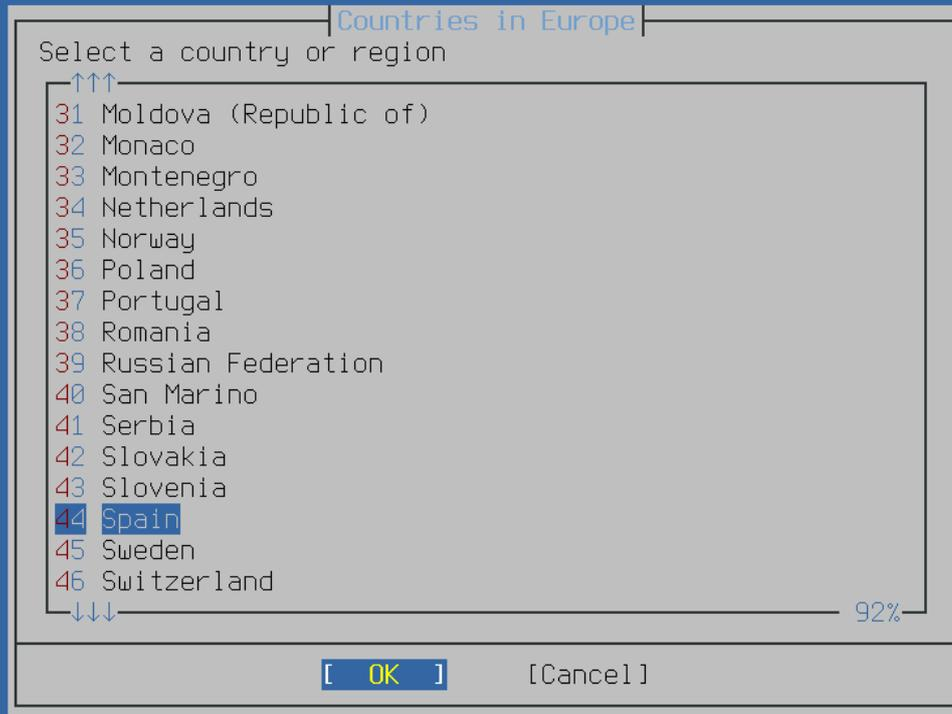 Countries in Europe
Select a country or region
↑↑↑
31 Moldova (Republic of)
32 Monaco
33 Montenegro
34 Netherlands
35 Norway
36 Poland
37 Portugal
38 Romania
39 Russian Federation
40 San Marino
41 Serbia
42 Slovakia
43 Slovenia
44 Spain
45 Sweden
46 Switzerland
↓↓↓ 92%
[ OK ] [Cancel]